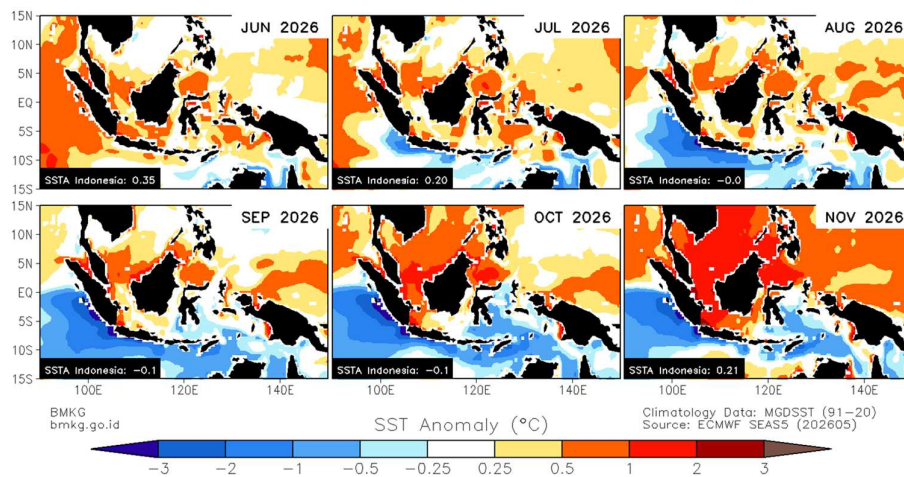 15N
10N
5N
EQ
5S
10S
15S
JUN 2026
SSTA Indonesia: 0.35
JUL 2026
SSTA Indonesia: 0.20
AUG 2026
SSTA Indonesia: -0.0
15N
10N
5N
EQ
5S
10S
15S
SEP 2026
SSTA Indonesia: -0.1
OCT 2026
SSTA Indonesia: -0.1
NOV 2026
SSTA Indonesia: 0.21
100E 120E 140E 100E 120E 140E 100E 120E 140E
BMKG
bmkg.go.id
SST Anomaly (°C)
Climatology Data: MGDSST (91-20)
Source: ECMWF SEAS5 (202605)
-3 -2 -1 -0.5 -0.25 0.25 0.5 1 2 3